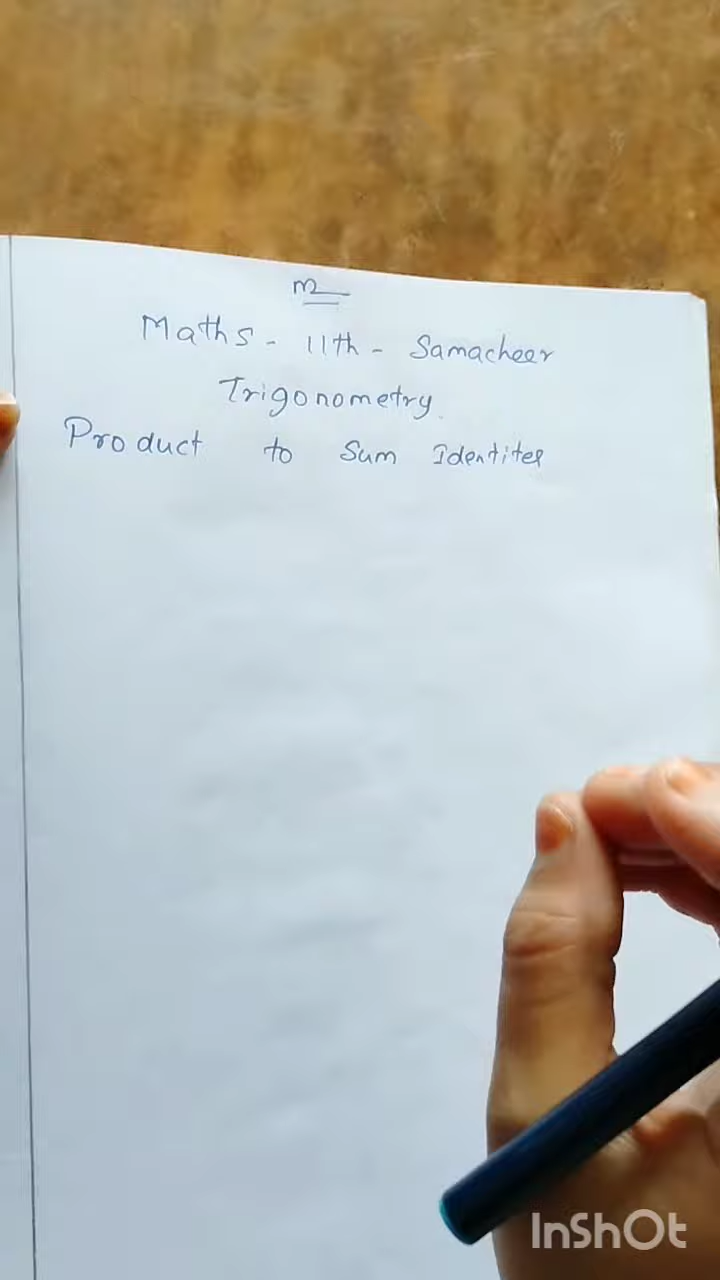 Maths - 11th - Samacheer
Trigonometry.
Product to Sum Identites
InShOt